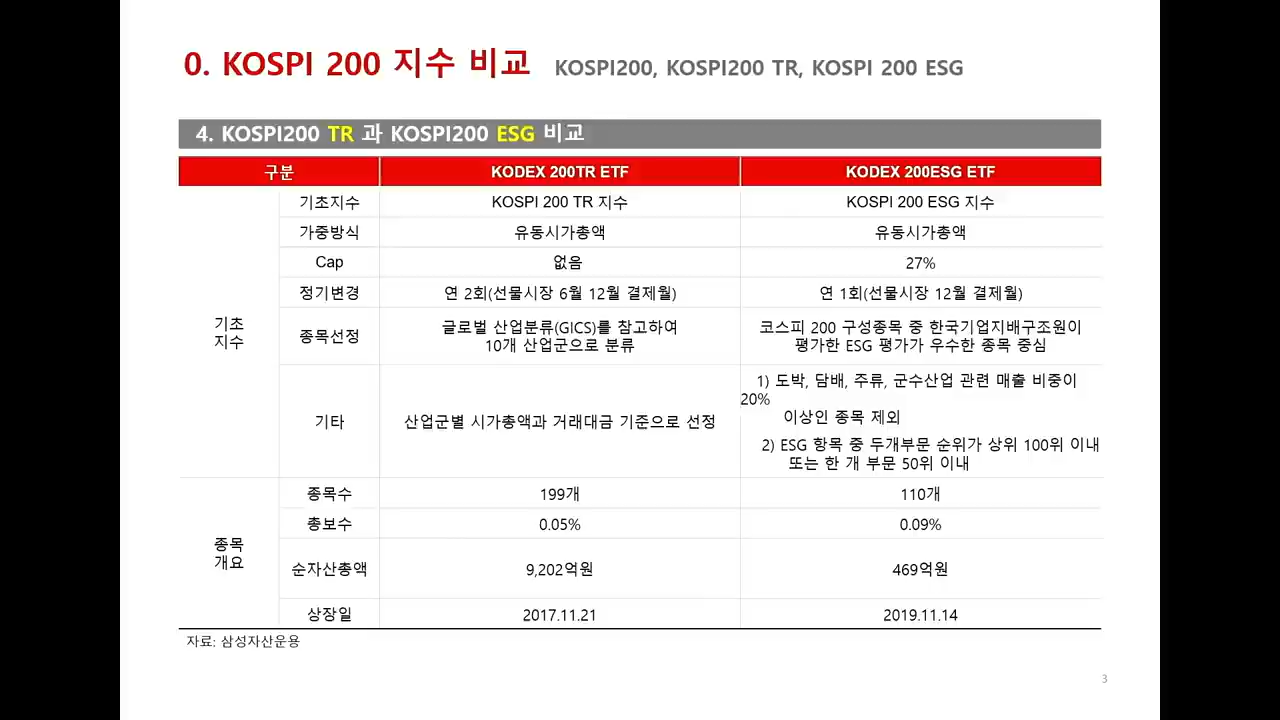 0. KOSPI 200 지수 비교 KOSPI200, KOSPI200 TR, KOSPI 200 ESG
4. KOSPI200 TR 과 KOSPI200 ESG 비교
구분 KODEX 200TR ETF KODEX 200ESG ETF
기초
지수
기초지수 KOSPI 200 TR 지수 KOSPI 200 ESG 지수
가중방식 유동시가총액 유동시가총액
Cap 없음 27%
정기변경 연 2회(선물시장 6월 12월 결제월) 연 1회(선물시장 12월 결제월)
종목선정
글로벌 산업분류(GICS)를 참고하여
10개 산업군으로 분류
코스피 200 구성종목 중 한국기업지배구조원이
평가한 ESG 평가가 우수한 종목 중심
기타 산업군별 시가총액과 거래대금 기준으로 선정
1) 도박, 담배, 주류, 군수산업 관련 매출 비중이
20%
이상인 종목 제외
2) ESG 항목 중 두개부문 순위가 상위 100위 이내
또는 한 개 부문 50위 이내
종목
개요
종목수 199개 110개
총보수 0.05% 0.09%
순자산총액 9,202억원 469억원
상장일 2017.11.21 2019.11.14
자료: 삼성자산운용
3